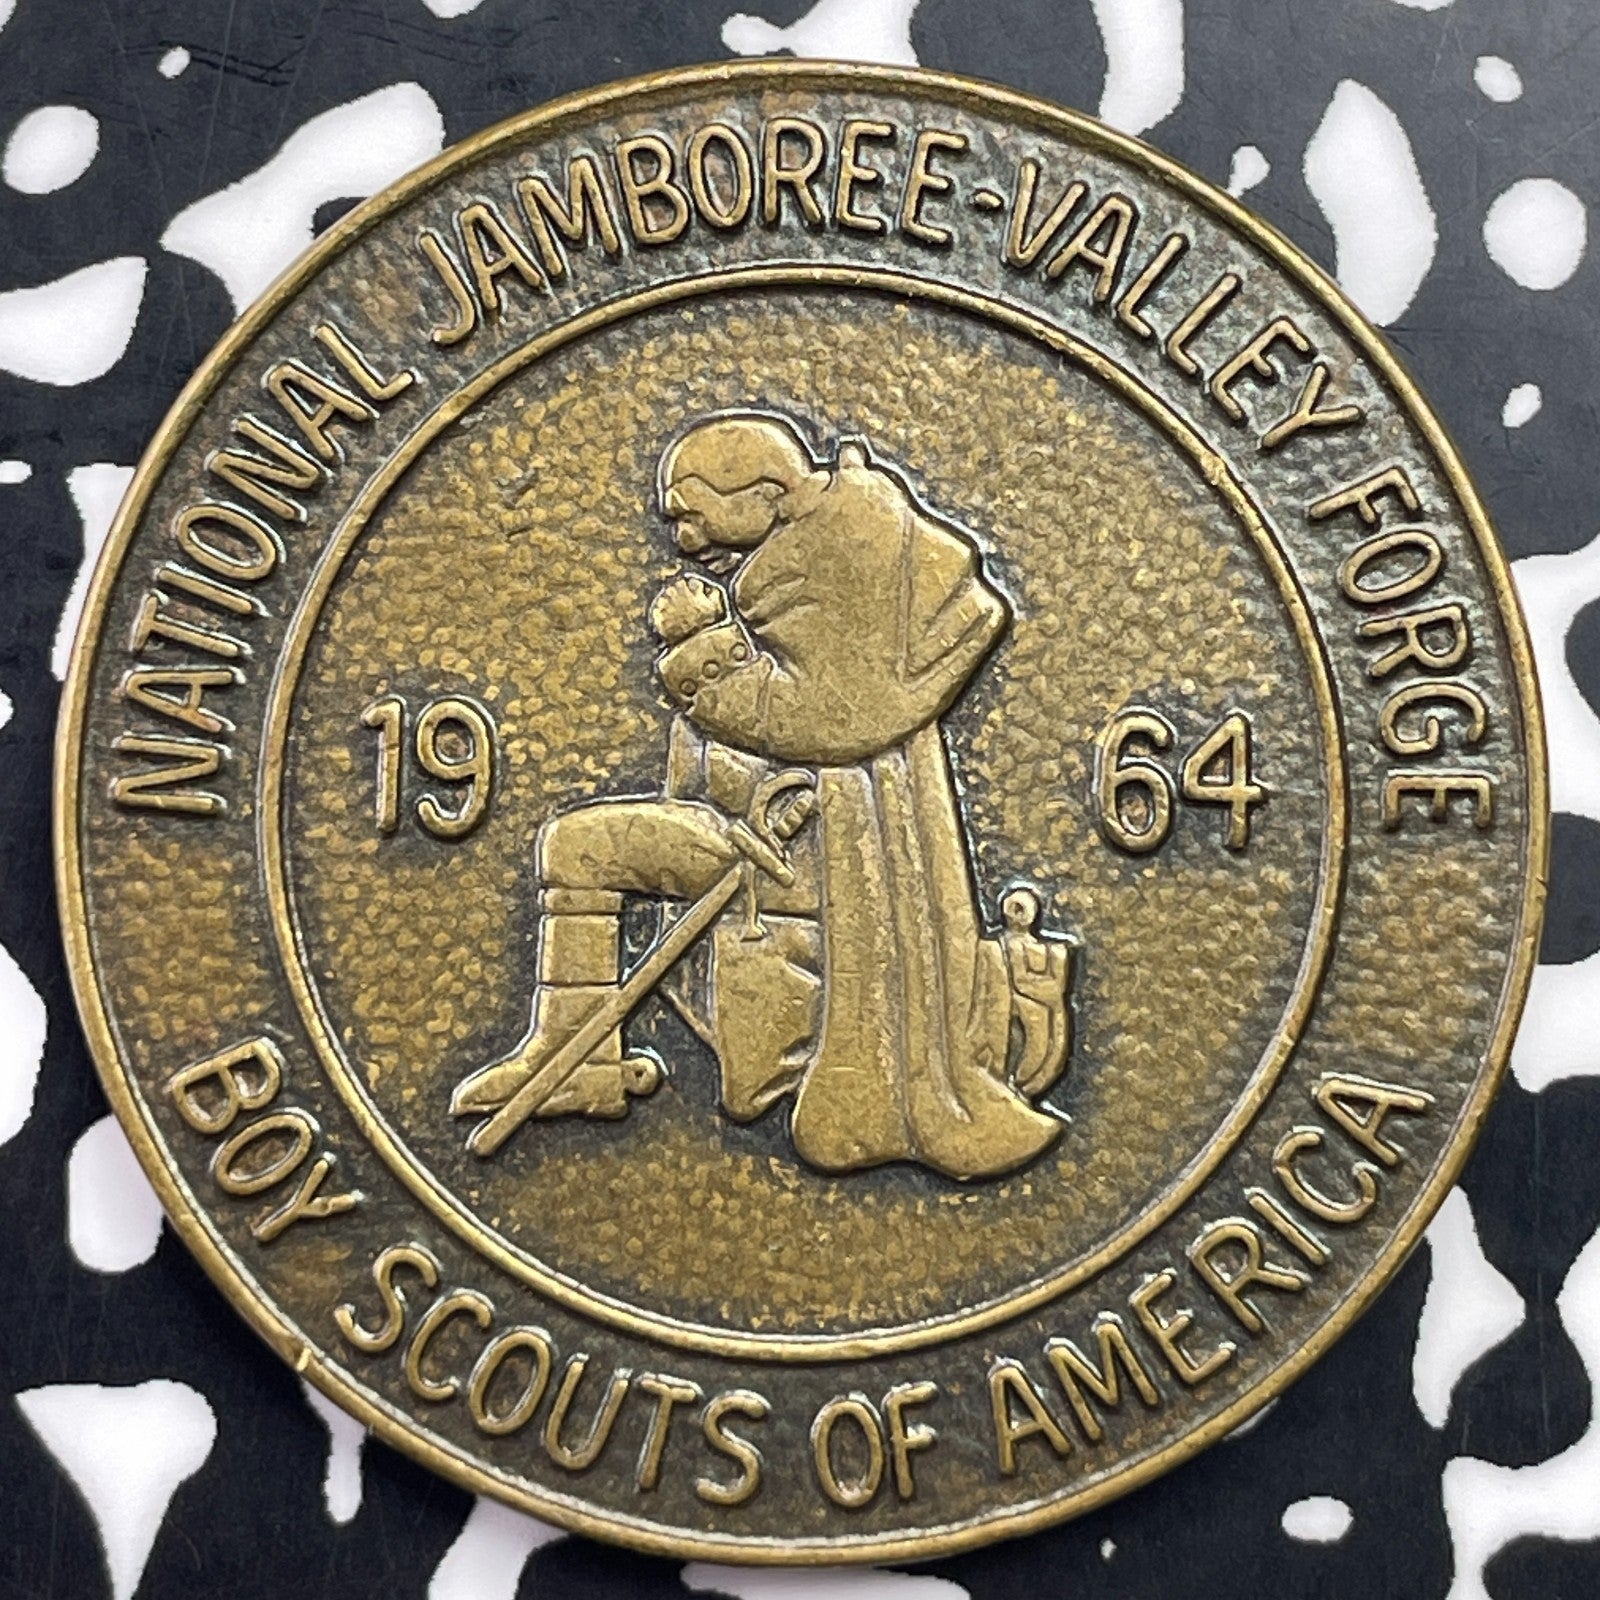 NATIONAL JAMBOREE-VALLEY FORGE
19 64
BOY SCOUTS OF AMERICA